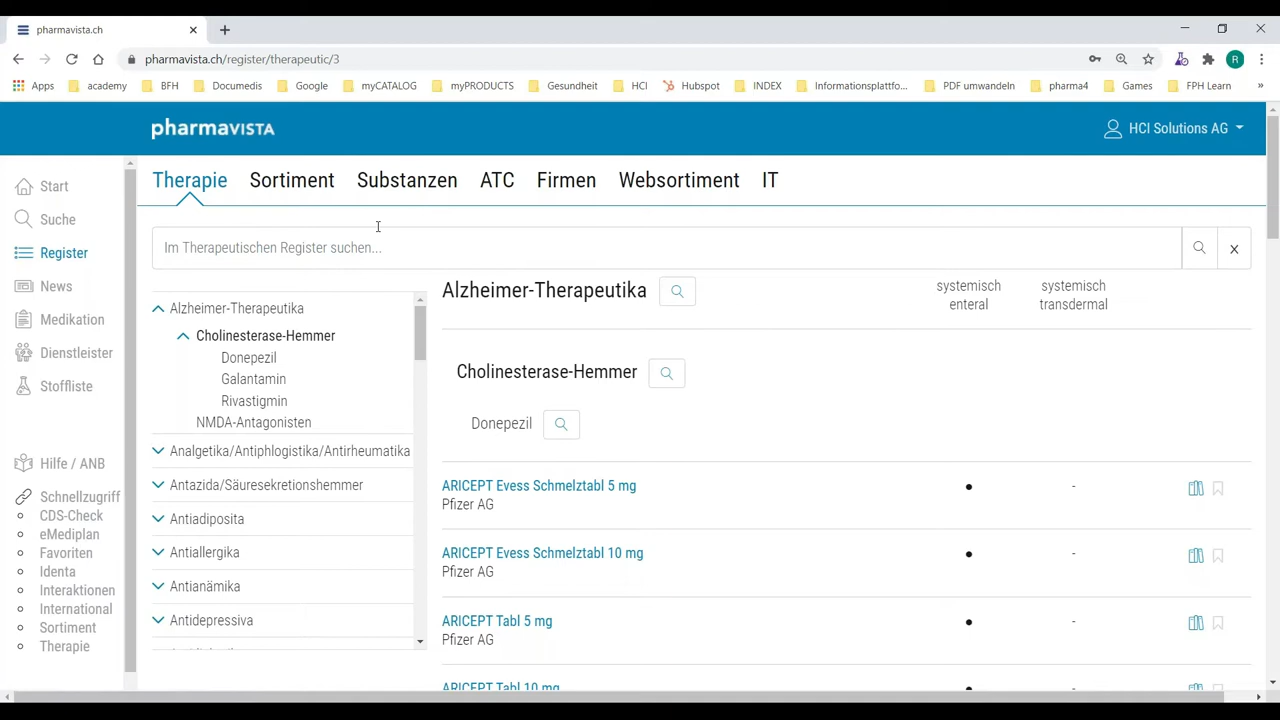 pharmavista.ch
pharmavista.ch/register/therapeutic/3
R
Apps
academy
BFH
Documedis
Google
myCATALOG
myPRODUCTS
Gesundheit
HCI
Hubspot
INDEX
Informationsplattfo...
PDF umwandeln
pharma4
Games
FPH Learn
»
pharmaVISTA
HCI Solutions AG
Start
Suche
Register
News
Medikation
Dienstleister
Stoffliste
Hilfe / ANB
Schnellzugriff
CDS-Check
eMediplan
Favoriten
Identa
Interaktionen
International
Sortiment
Therapie
Therapie
Sortiment
Substanzen
ATC
Firmen
Websortiment
IT
Im Therapeutischen Register suchen...
x
Alzheimer-Therapeutika
Cholinesterase-Hemmer
Donepezil
Galantamin
Rivastigmin
NMDA-Antagonisten
Analgetika/Antiphlogistika/Antirheumatika
Antazida/Säuresekretionshemmer
Antiadiposita
Antiallergika
Antianämika
Antidepressiva
Alzheimer-Therapeutika
systemisch
enteral
systemisch
transdermal
Cholinesterase-Hemmer
Donepezil
ARICEPT Evess Schmelztabl 5 mg
Pfizer AG
-
ARICEPT Evess Schmelztabl 10 mg
Pfizer AG
-
ARICEPT Tabl 5 mg
Pfizer AG
-
ARICEPT Tabl 10 mg
-